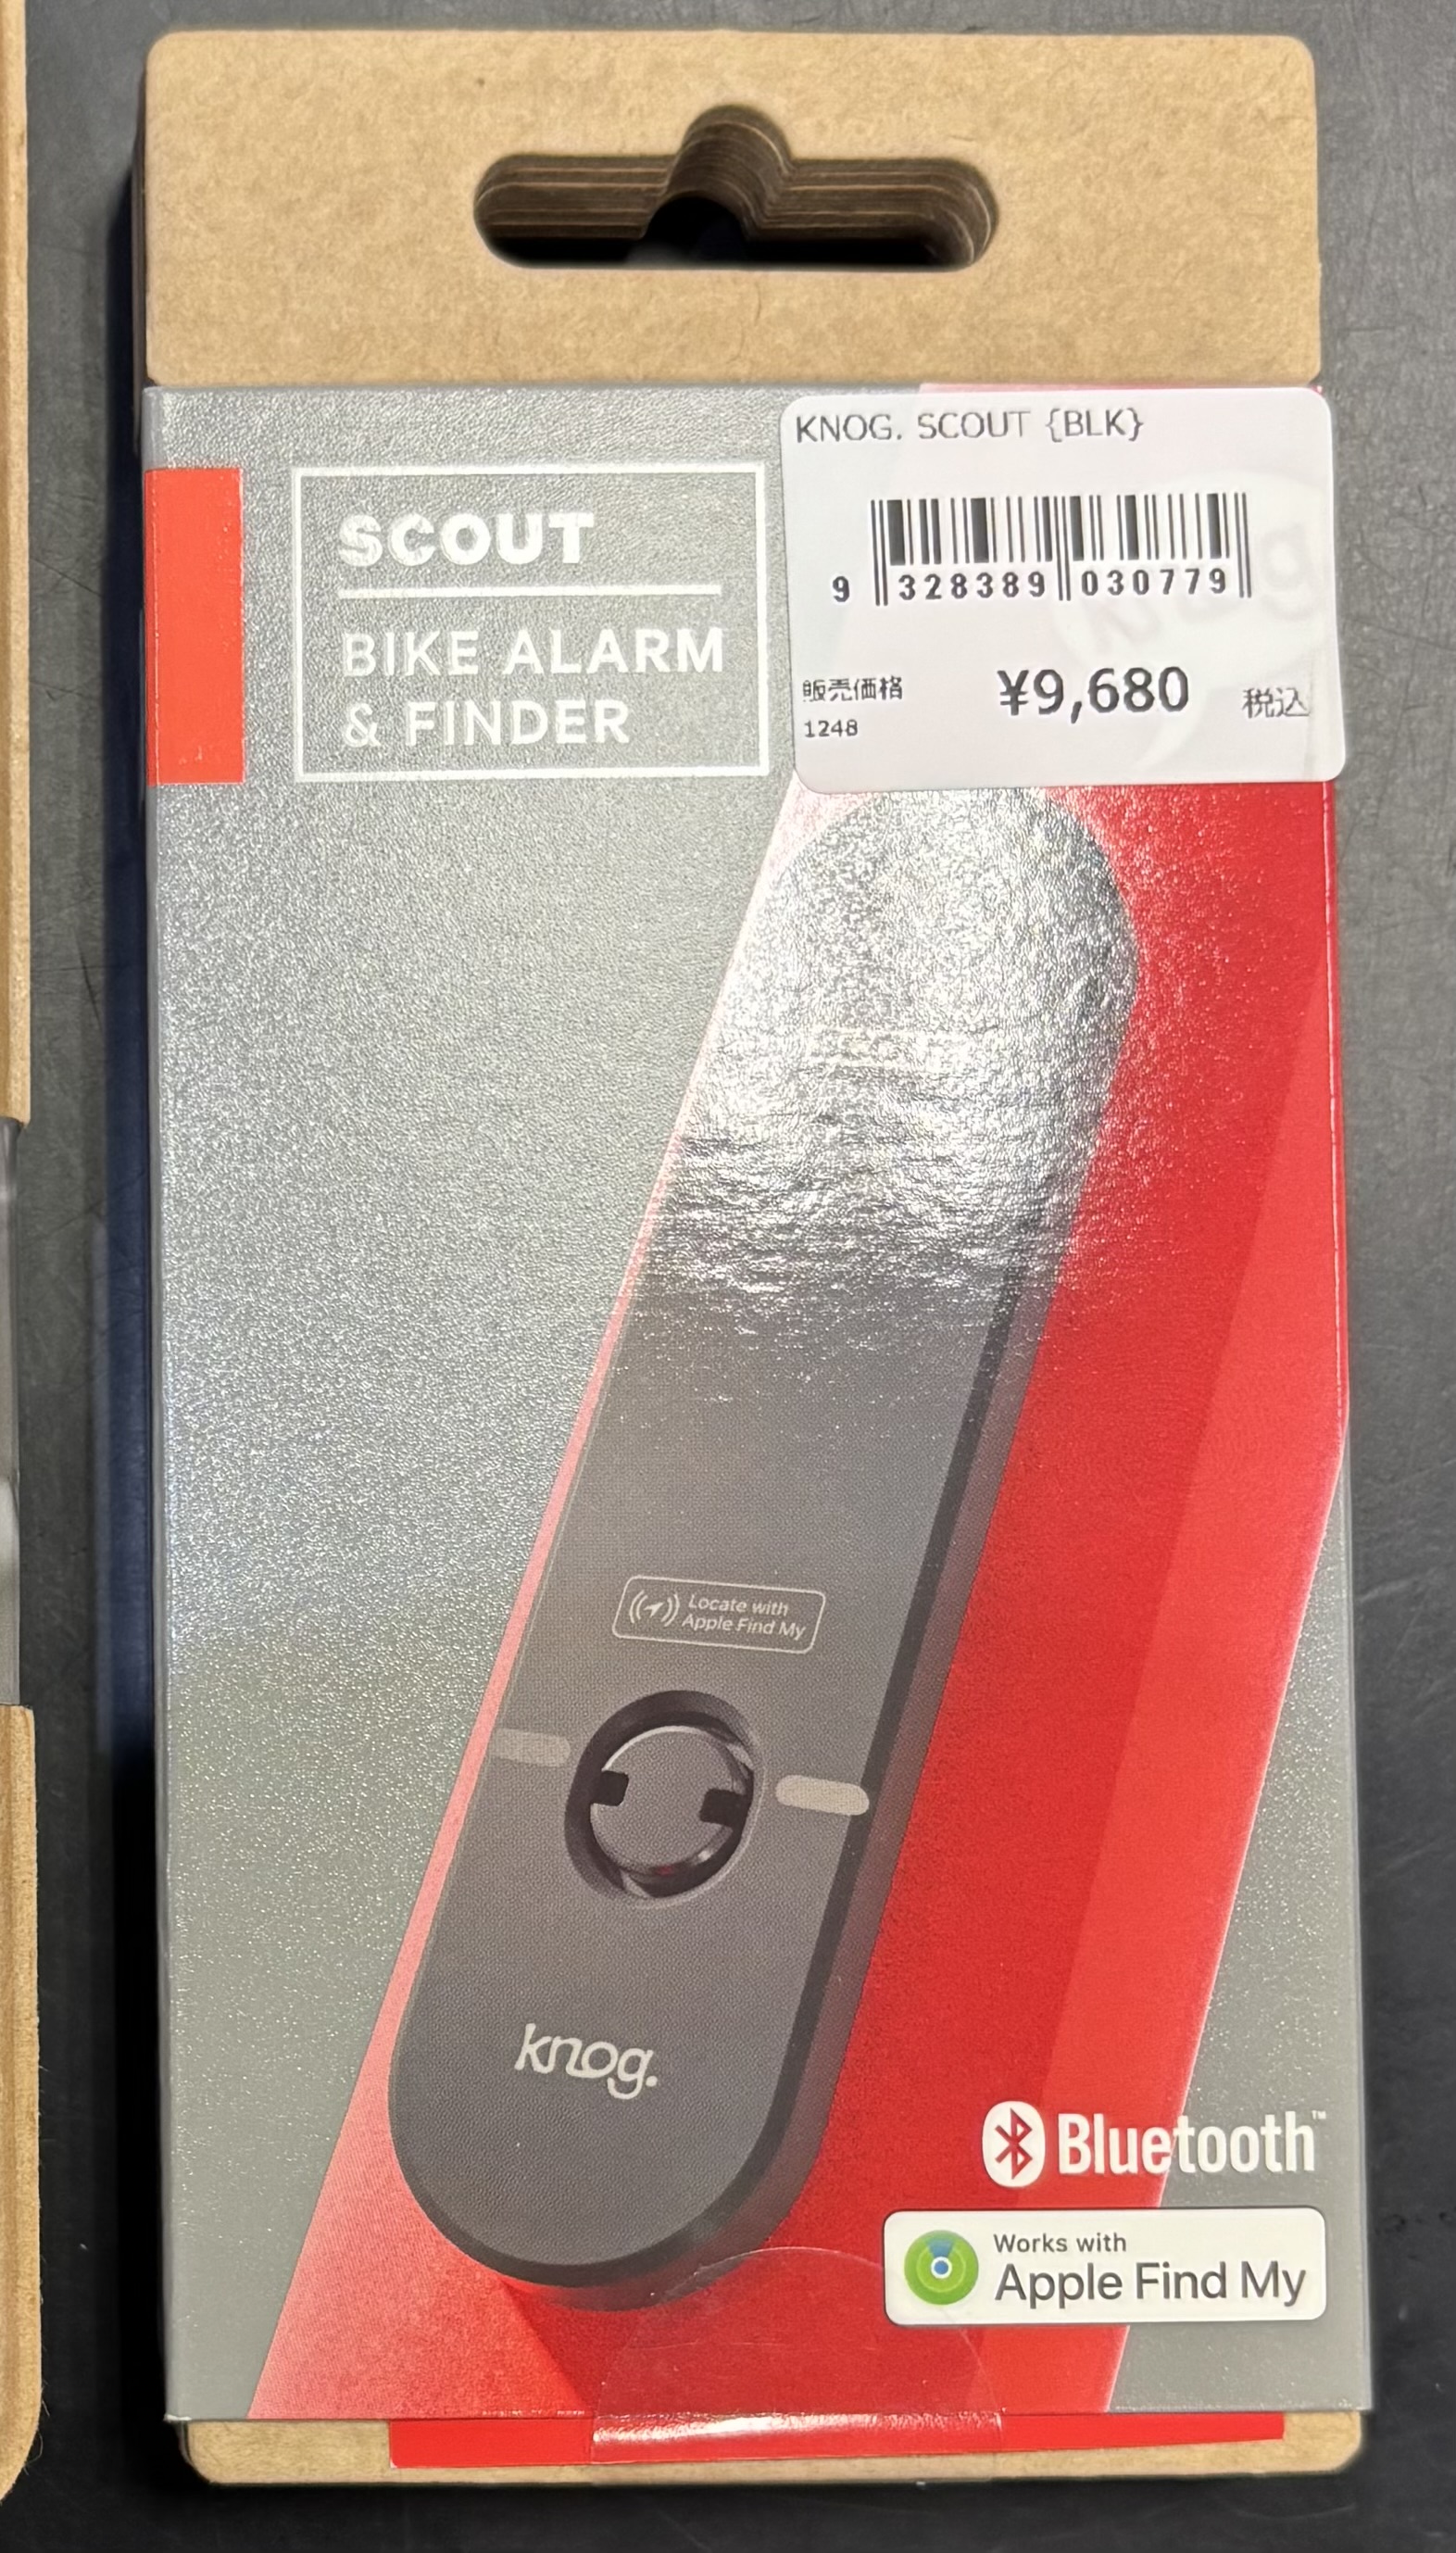 KNOG. SCOUT {BLK}
9 328389 030779
販売価格 ¥9,680 税込
1248
SCOUT
BIKE ALARM
& FINDER
Locate with
Apple Find My
knog.
Bluetooth™
Works with
Apple Find My